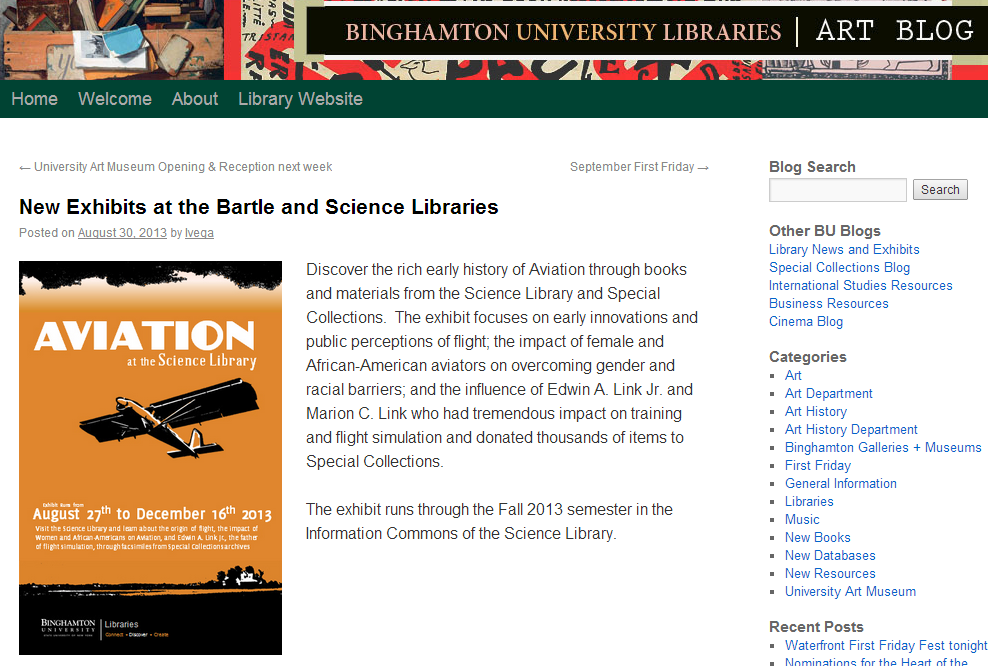 BINGHAMTON UNIVERSITY LIBRARIES | ART BLOG
Home Welcome About Library Website
← University Art Museum Opening & Reception next week
September First Friday →
New Exhibits at the Bartle and Science Libraries
Posted on August 30, 2013 by lvega
AVIATION
at the Science Library
Exhibit Runs from
August 27th to December 16th 2013
Visit the Science Library and learn about the origin of flight, the impact of
Women and African-Americans on Aviation, and Edwin A. Link jr, the father
of flight simulation, through facsimiles from Special Collections archives
BINGHAMTON
UNIVERSITY
STATE UNIVERSITY OF NEW YORK
Libraries
Connect • Discover • Create
Discover the rich early history of Aviation through books
and materials from the Science Library and Special
Collections.  The exhibit focuses on early innovations and
public perceptions of flight; the impact of female and
African-American aviators on overcoming gender and
racial barriers; and the influence of Edwin A. Link Jr. and
Marion C. Link who had tremendous impact on training
and flight simulation and donated thousands of items to
Special Collections.
The exhibit runs through the Fall 2013 semester in the
Information Commons of the Science Library.
Blog Search
Search
Other BU Blogs
Library News and Exhibits
Special Collections Blog
International Studies Resources
Business Resources
Cinema Blog
Categories
Art
Art Department
Art History
Art History Department
Binghamton Galleries + Museums
First Friday
General Information
Libraries
Music
New Books
New Databases
New Resources
University Art Museum
Recent Posts
Waterfront First Friday Fest tonight
Nominations for the Heart of the